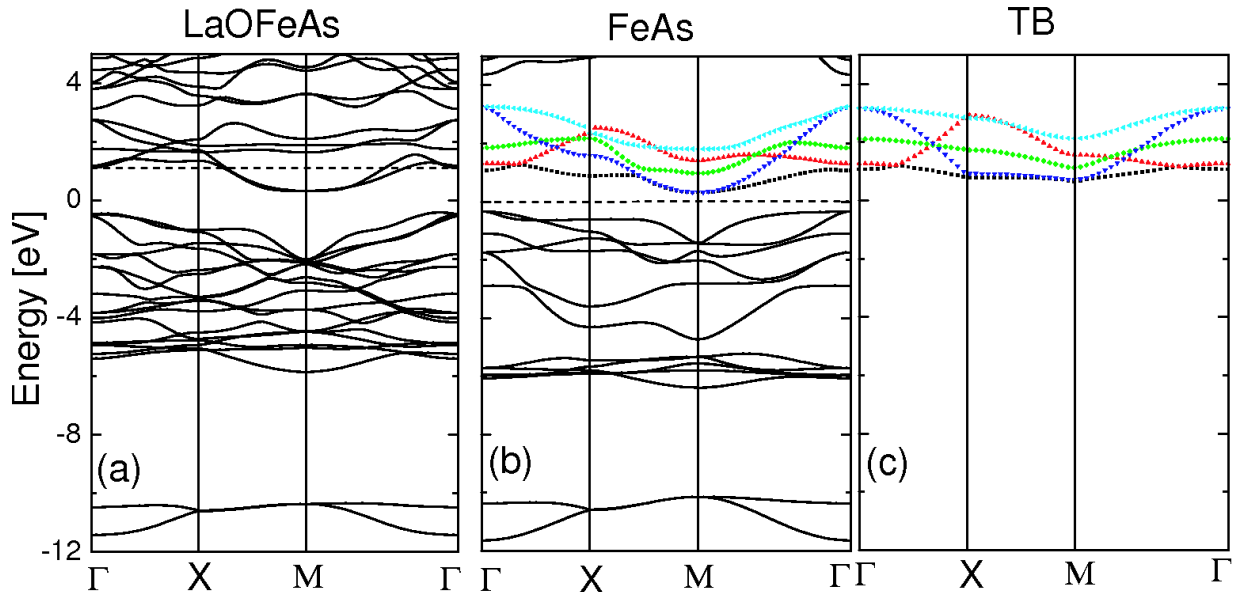 LaOFeAs FeAs TB
4
0
-4
-8
-12
Energy [eV]
(a) (b) (c)
Γ X M Γ Γ X M Γ Γ X M Γ